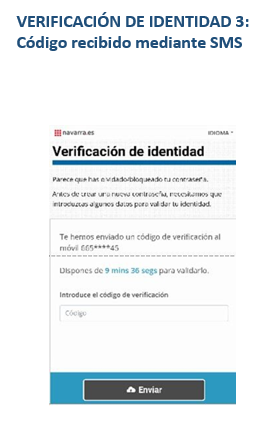 VERIFICACIÓN DE IDENTIDAD 3:
Código recibido mediante SMS
navarra.es
IDIOMA
Verificación de identidad
Parece que has olvidado/bloqueado tu contraseña.
Antes de crear una nueva contraseña, necesitamos que
introduzcas algunos datos para validar tu identidad.
Te hemos enviado un código de verificación al
móvil 665****45
Dispones de 9 mins 36 segs para validarlo.
Introduce el código de verificación
Código
Enviar